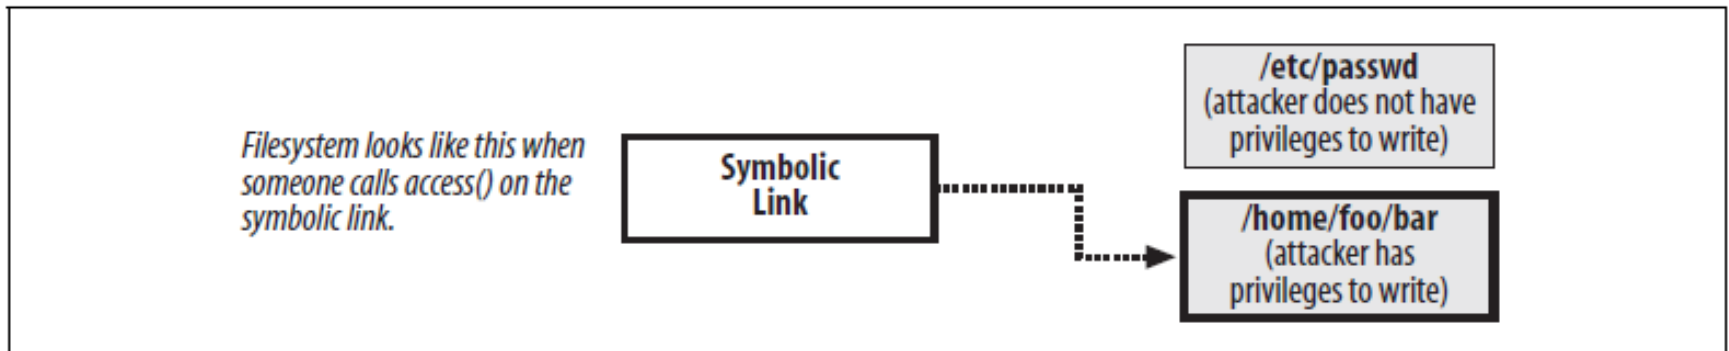 Filesystem looks like this when
someone calls access() on the
symbolic link.
Symbolic
Link
/etc/passwd
(attacker does not have
privileges to write)
/home/foo/bar
(attacker has
privileges to write)